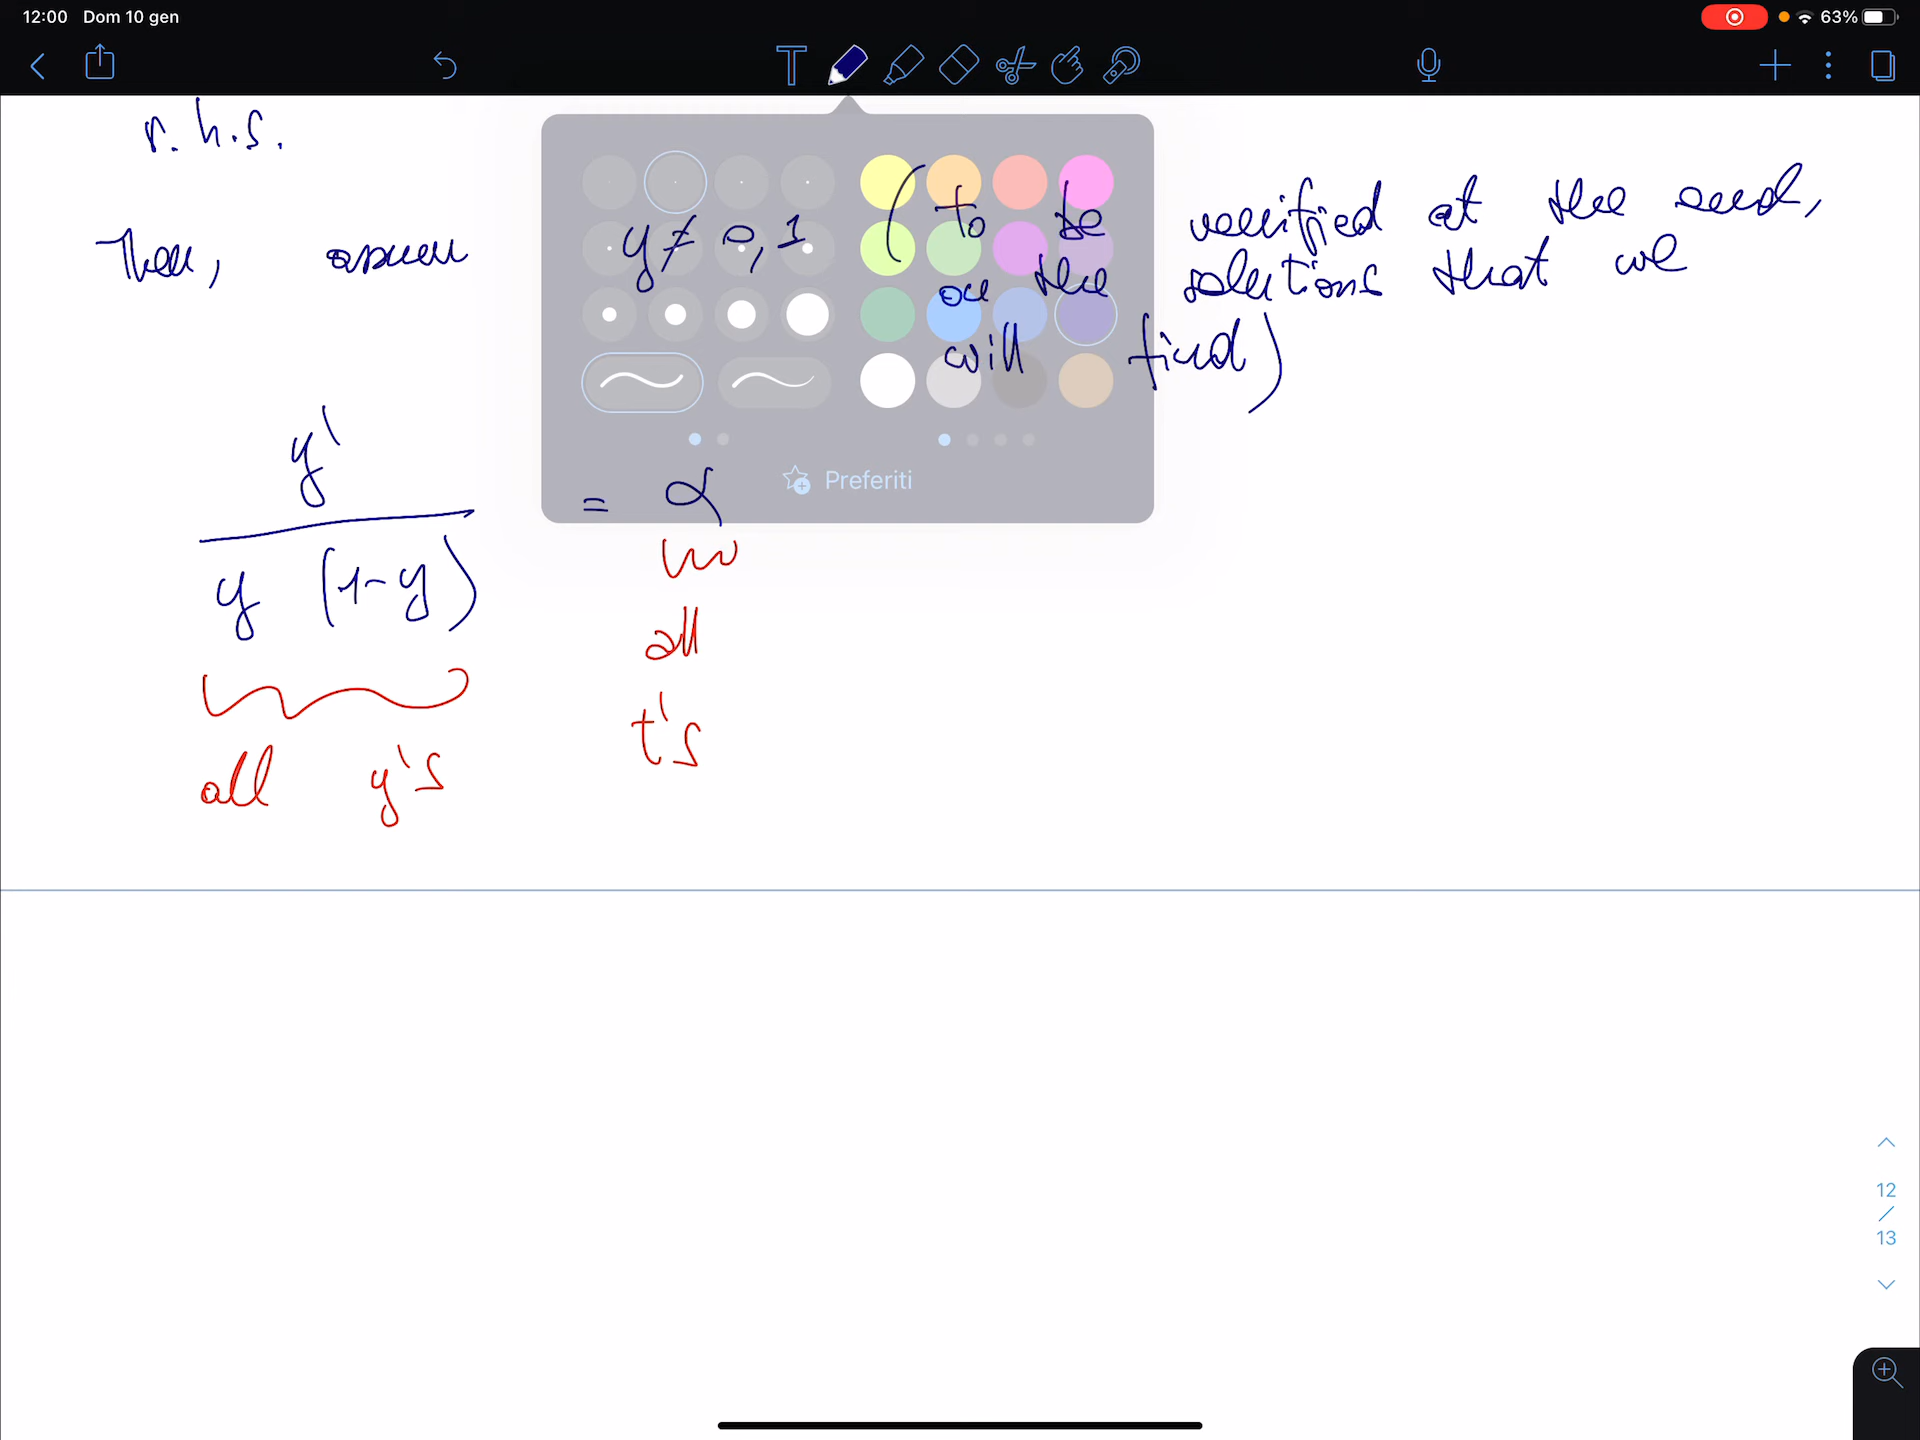 12:00 Dom 10 gen
63%
r.h.s.
Then, assume y ≠ 0, 1 (to be verified at the end,
on the solutions that we
will find)
y'
y (1-y)
= α
Preferiti
all
t's
all y's
12
/
13